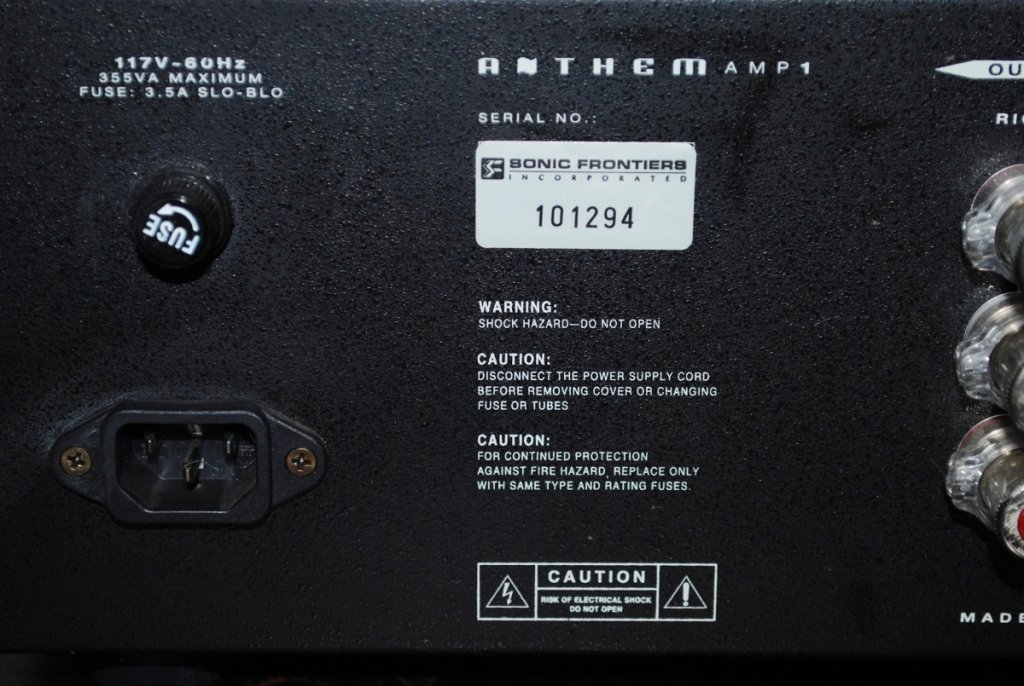 117V-60Hz
355VA MAXIMUM
FUSE: 3.5A SLO-BLO
FUSE
ANTHEM AMP1
SERIAL NO.:
SONIC FRONTIERS
INCORPORATED
101294
WARNING:
SHOCK HAZARD—DO NOT OPEN
CAUTION:
DISCONNECT THE POWER SUPPLY CORD
BEFORE REMOVING COVER OR CHANGING
FUSE OR TUBES
CAUTION:
FOR CONTINUED PROTECTION
AGAINST FIRE HAZARD, REPLACE ONLY
WITH SAME TYPE AND RATING FUSES.
CAUTION
RISK OF ELECTRICAL SHOCK
DO NOT OPEN
OU
RI
MADE